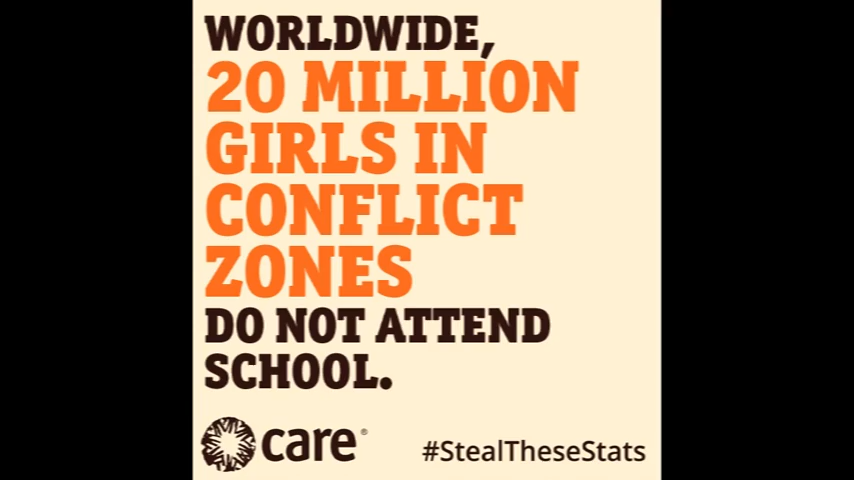 WORLDWIDE,
20 MILLION
GIRLS IN
CONFLICT
ZONES
DO NOT ATTEND
SCHOOL.
care®
#StealTheseStats